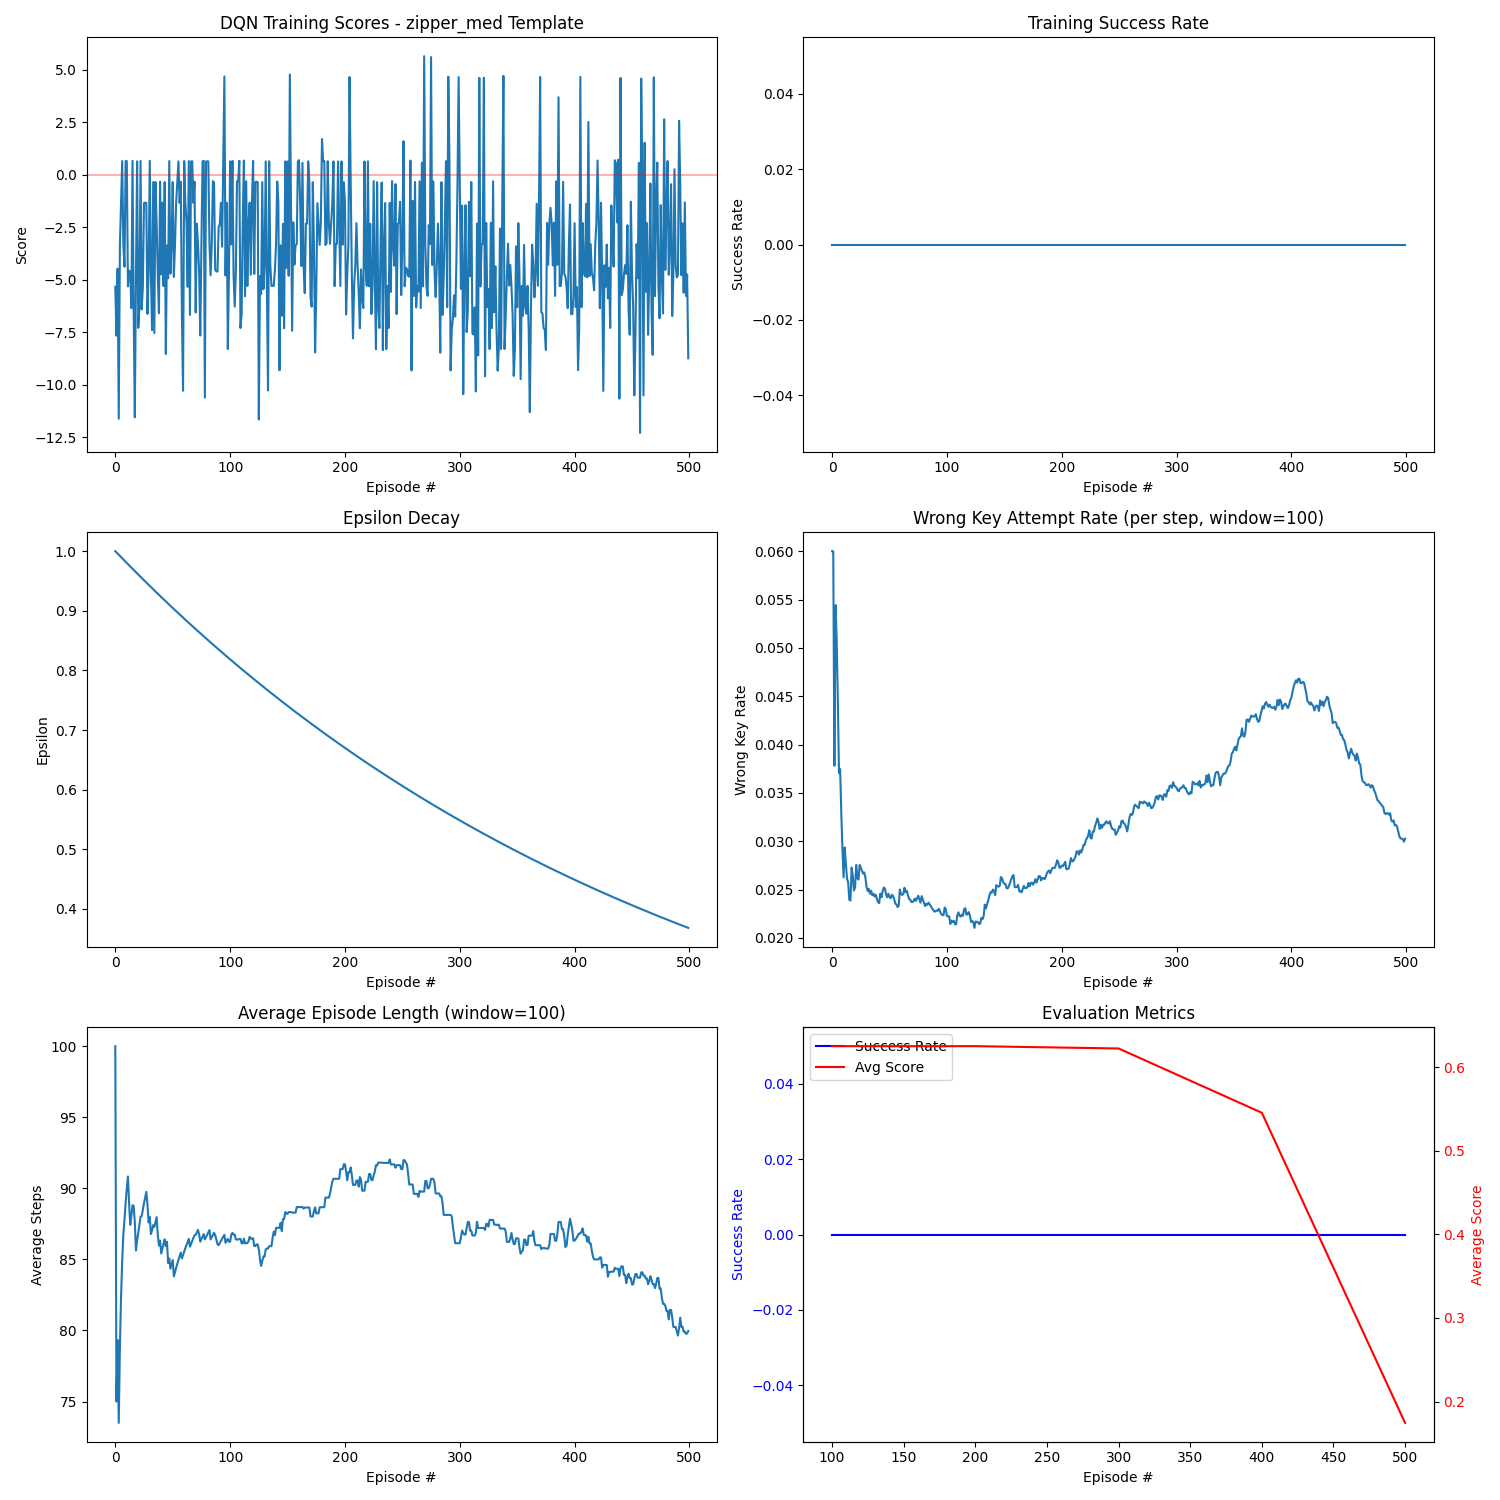 DQN Training Scores - zipper_med Template
5.0
2.5
0.0
−2.5
−5.0
−7.5
−10.0
−12.5
Score
0 100 200 300 400 500
Episode #
Training Success Rate
0.04
0.02
0.00
−0.02
−0.04
Success Rate
0 100 200 300 400 500
Episode #
Epsilon Decay
1.0
0.9
0.8
0.7
0.6
0.5
0.4
Epsilon
0 100 200 300 400 500
Episode #
Wrong Key Attempt Rate (per step, window=100)
0.060
0.055
0.050
0.045
0.040
0.035
0.030
0.025
0.020
Wrong Key Rate
0 100 200 300 400 500
Episode #
Average Episode Length (window=100)
100
95
90
85
80
75
Average Steps
0 100 200 300 400 500
Episode #
Evaluation Metrics
Success Rate
Avg Score
0.04
0.02
0.00
−0.02
−0.04
Success Rate
0.6
0.5
0.4
0.3
0.2
Average Score
100 150 200 250 300 350 400 450 500
Episode #